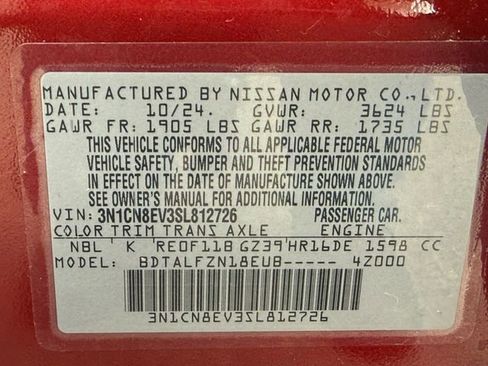 MANUFACTURED BY NISSAN MOTOR CO.,LTD.
DATE: 10/24. GVWR: 3624 LBS
GAWR FR: 1905 LBS GAWR RR: 1735 LBS
THIS VEHICLE CONFORMS TO ALL APPLICABLE FEDERAL MOTOR
VEHICLE SAFETY, BUMPER AND THEFT PREVENTION STANDARDS
IN EFFECT ON THE DATE OF MANUFACTURE SHOWN ABOVE.
SEE OWNER'S MANUAL FOR ADDITIONAL INFORMATION.
VIN: 3N1CN8EV3SL812726 PASSENGER CAR.
COLOR TRIM TRANS AXLE ENGINE
NBL K RE0F11B GZ39 HR16DE 1598 CC
MODEL: BDTALFZN18EUB----- 4Z000
3N1CN8EV3SL812726